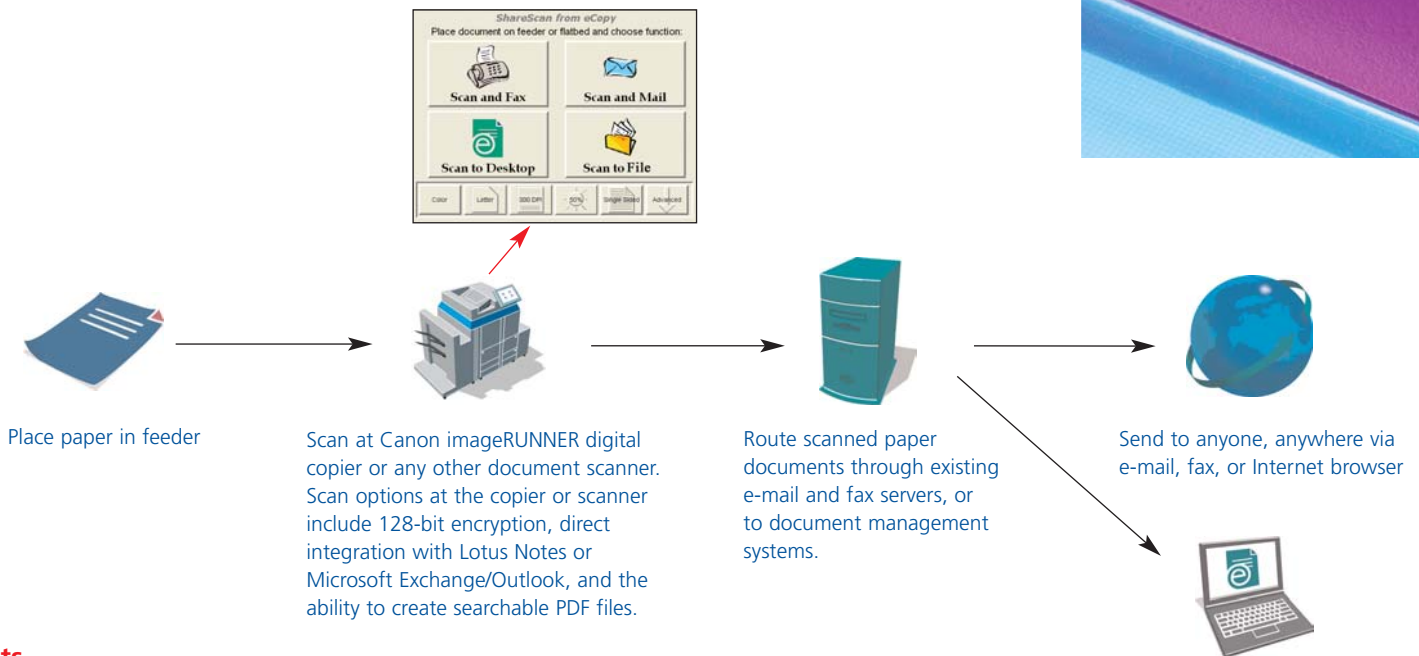 ShareScan from eCopy
Place document on feeder or flatbed and choose function:
Scan and Fax
Scan and Mail
Scan to Desktop
Scan to File
Color
Letter
300 DPI
50%
Single Sided
Advanced
Place paper in feeder
Scan at Canon imageRUNNER digital
copier or any other document scanner.
Scan options at the copier or scanner
include 128-bit encryption, direct
integration with Lotus Notes or
Microsoft Exchange/Outlook, and the
ability to create searchable PDF files.
Route scanned paper
documents through existing
e-mail and fax servers, or
to document management
systems.
Send to anyone, anywhere via
e-mail, fax, or Internet browser